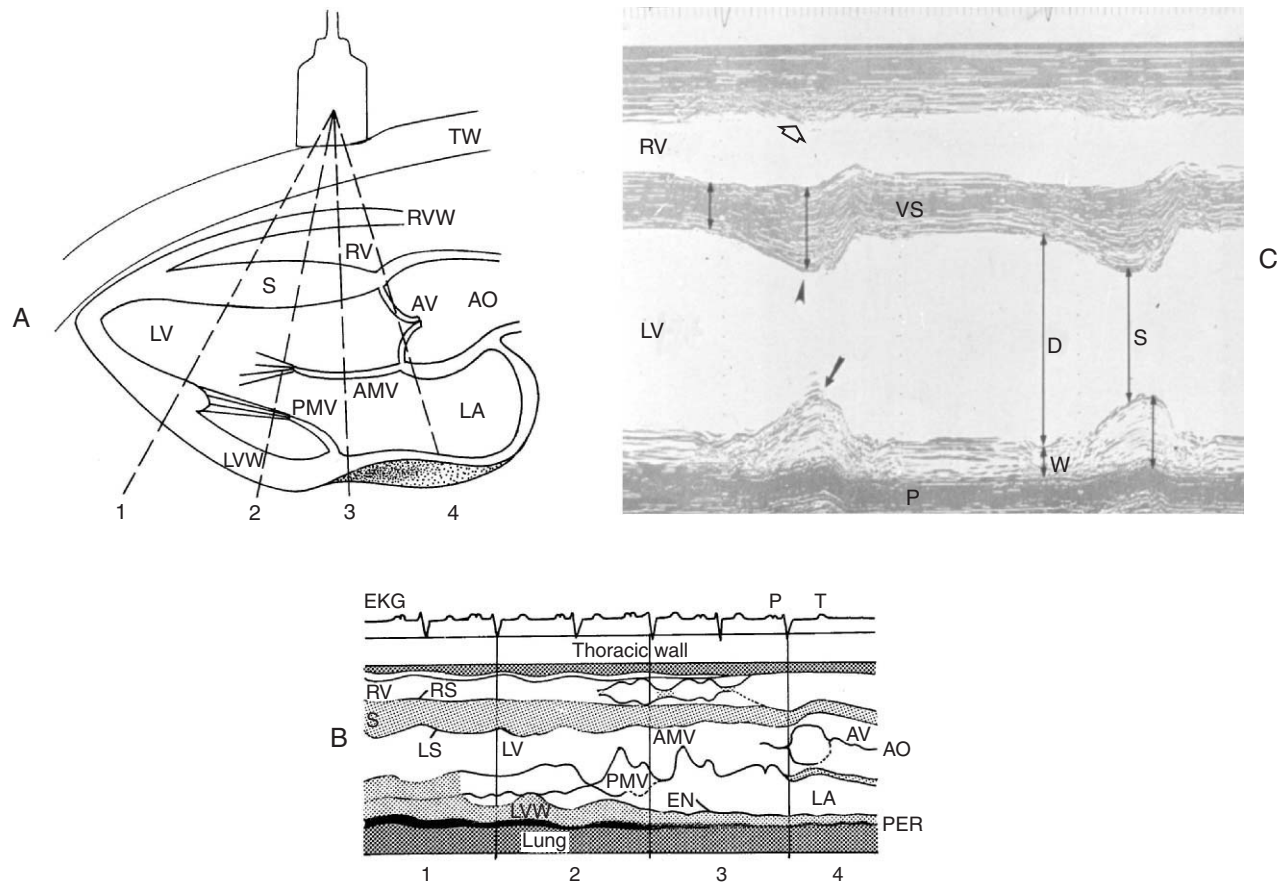 A
TW
RVW
RV
S
AV
AO
LV
AMV
PMV
LA
LVW
1 2 3 4
C
RV
VS
LV
D S
W
P
B
EKG P T
Thoracic wall
RV RS
S
LS LV AMV AV
AO
PMV
EN LA
LVW
PER
Lung
1 2 3 4